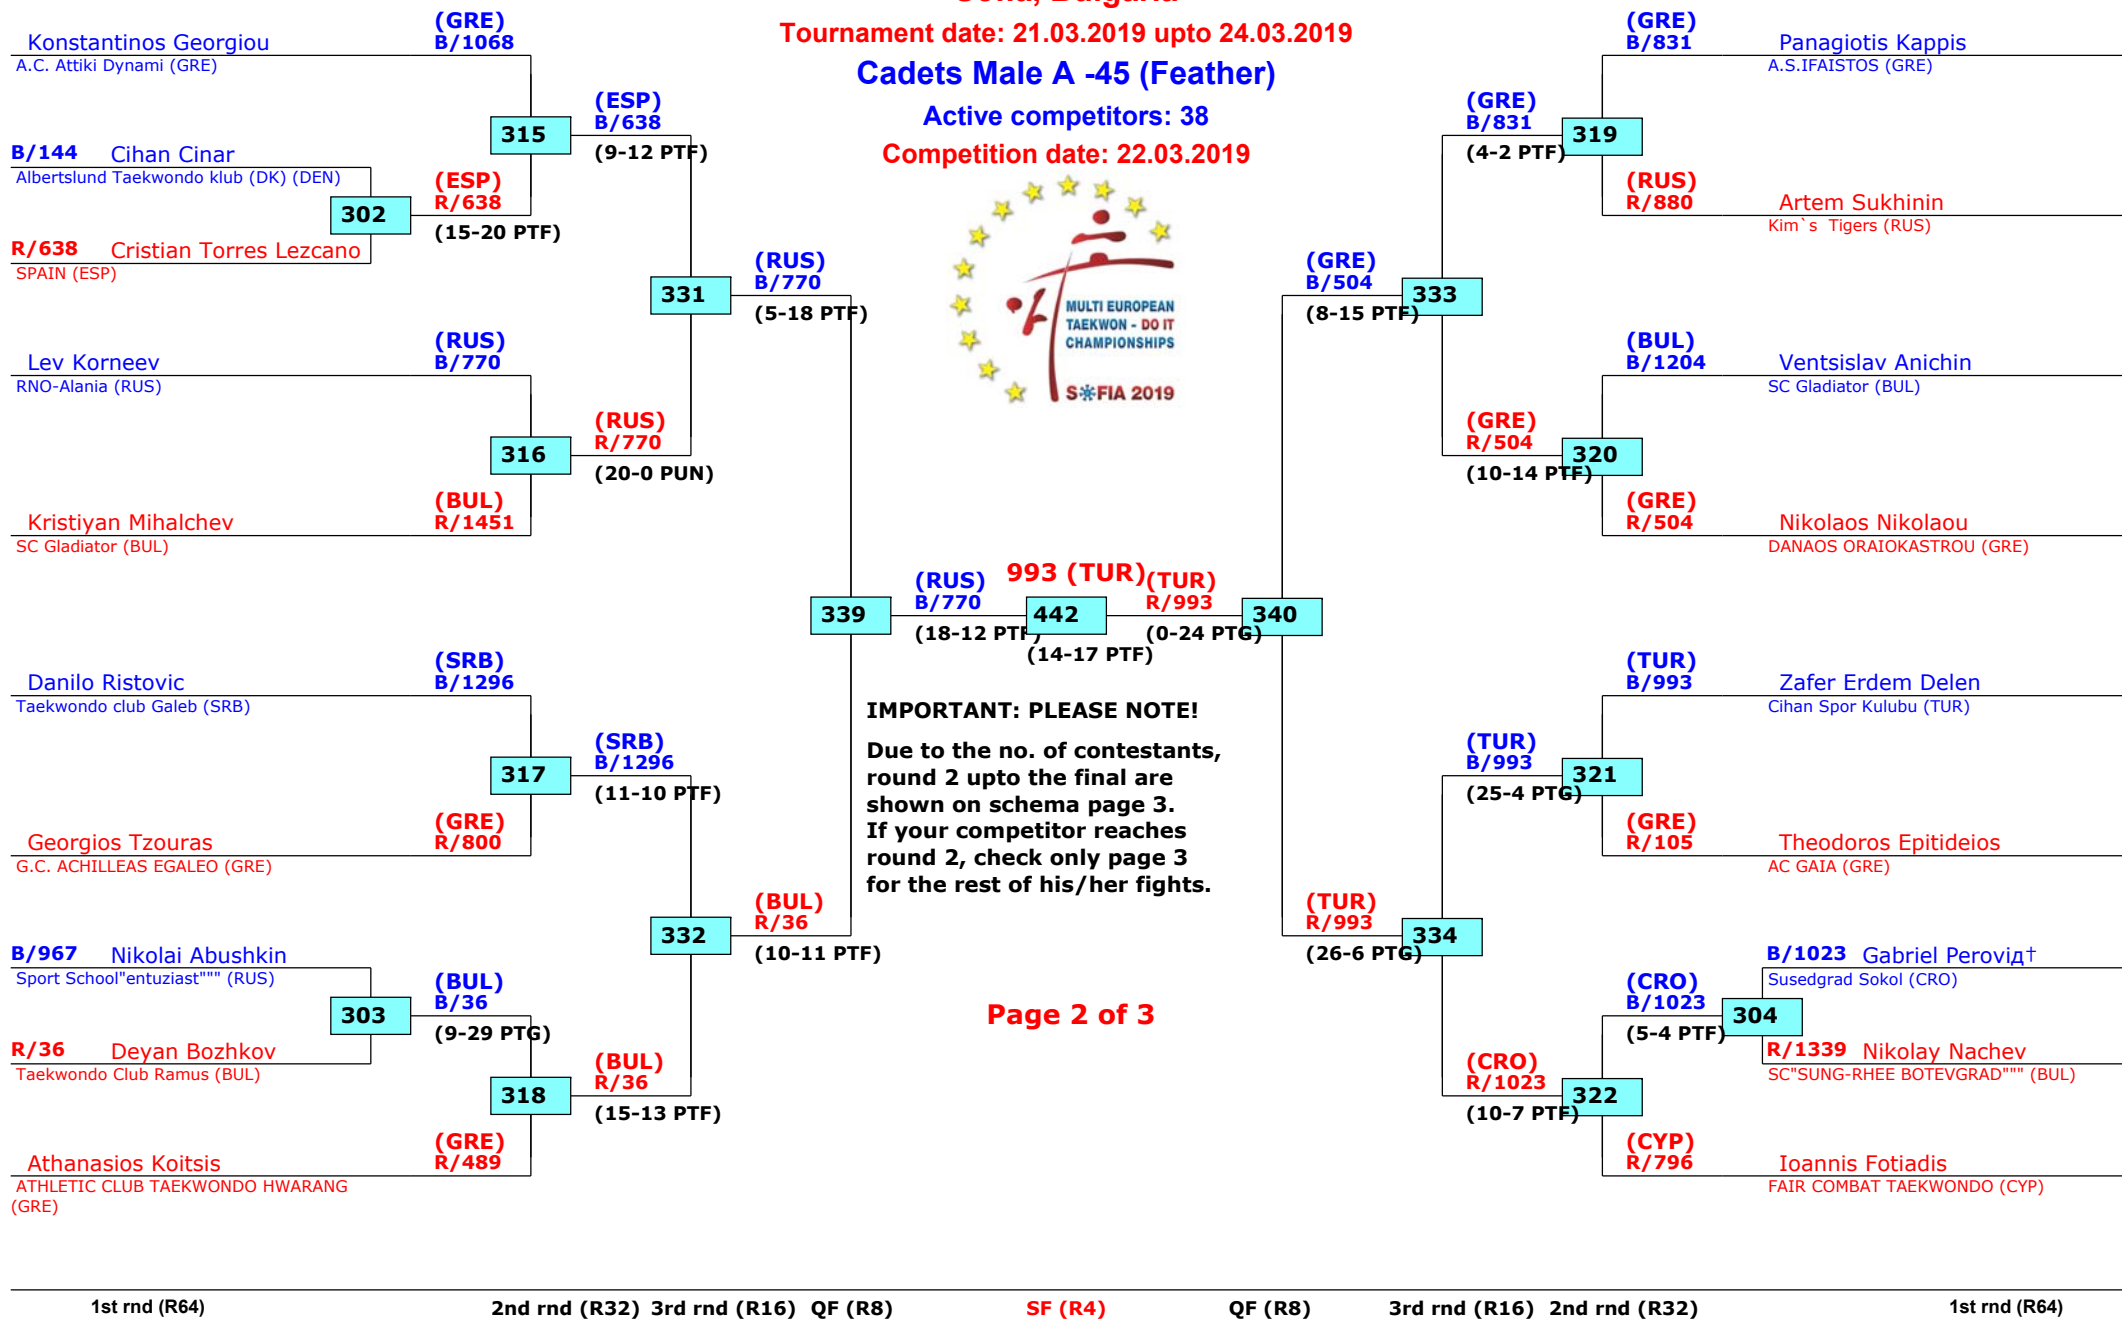 Sofia, Bulgaria
Tournament date: 21.03.2019 upto 24.03.2019
Cadets Male A -45 (Feather)
Active competitors: 38
Competition date: 22.03.2019
MULTI EUROPEAN
TAEKWON - DO IT
CHAMPIONSHIPS
SOFIA 2019
Konstantinos Georgiou
A.C. Attiki Dynami (GRE)
(GRE)
B/1068
B/144 Cihan Cinar
Albertslund Taekwondo klub (DK) (DEN)
302
R/638 Cristian Torres Lezcano
SPAIN (ESP)
(ESP)
R/638
(15-20 PTF)
315
(ESP)
B/638
(9-12 PTF)
Lev Korneev
RNO-Alania (RUS)
(RUS)
B/770
316
(RUS)
R/770
(20-0 PUN)
Kristiyan Mihalchev
SC Gladiator (BUL)
(BUL)
R/1451
331
(RUS)
B/770
(5-18 PTF)
Danilo Ristovic
Taekwondo club Galeb (SRB)
(SRB)
B/1296
317
(SRB)
B/1296
(11-10 PTF)
Georgios Tzouras
G.C. ACHILLEAS EGALEO (GRE)
(GRE)
R/800
332
(BUL)
R/36
(10-11 PTF)
B/967 Nikolai Abushkin
Sport School"entuziast""" (RUS)
303
R/36 Deyan Bozhkov
Taekwondo Club Ramus (BUL)
(BUL)
B/36
(9-29 PTG)
318
(BUL)
R/36
(15-13 PTF)
Athanasios Koitsis
ATHLETIC CLUB TAEKWONDO HWARANG
(GRE)
(GRE)
R/489
339
(RUS)
B/770
(18-12 PTF)
993 (TUR)
442
(14-17 PTF)
(TUR)
R/993
(0-24 PTG)
340
IMPORTANT: PLEASE NOTE!
Due to the no. of contestants,
round 2 upto the final are
shown on schema page 3.
If your competitor reaches
round 2, check only page 3
for the rest of his/her fights.
Page 2 of 3
(GRE)
B/504
(8-15 PTF)
333
(GRE)
B/831
(4-2 PTF)
319
(GRE)
B/831
Panagiotis Kappis
A.S.IFAISTOS (GRE)
(RUS)
R/880
Artem Sukhinin
Kim`s Tigers (RUS)
(GRE)
R/504
(10-14 PTF)
320
(BUL)
B/1204
Ventsislav Anichin
SC Gladiator (BUL)
(GRE)
R/504
Nikolaos Nikolaou
DANAOS ORAIOKASTROU (GRE)
(TUR)
R/993
(26-6 PTG)
334
(TUR)
B/993
(25-4 PTG)
321
(TUR)
B/993
Zafer Erdem Delen
Cihan Spor Kulubu (TUR)
(GRE)
R/105
Theodoros Epitideios
AC GAIA (GRE)
(CRO)
R/1023
(10-7 PTF)
322
(CRO)
B/1023
(5-4 PTF)
304
B/1023 Gabriel Peroviд†
Susedgrad Sokol (CRO)
R/1339 Nikolay Nachev
SC"SUNG-RHEE BOTEVGRAD""" (BUL)
(CYP)
R/796
Ioannis Fotiadis
FAIR COMBAT TAEKWONDO (CYP)
1st rnd (R64) 2nd rnd (R32) 3rd rnd (R16) QF (R8) SF (R4) QF (R8) 3rd rnd (R16) 2nd rnd (R32) 1st rnd (R64)